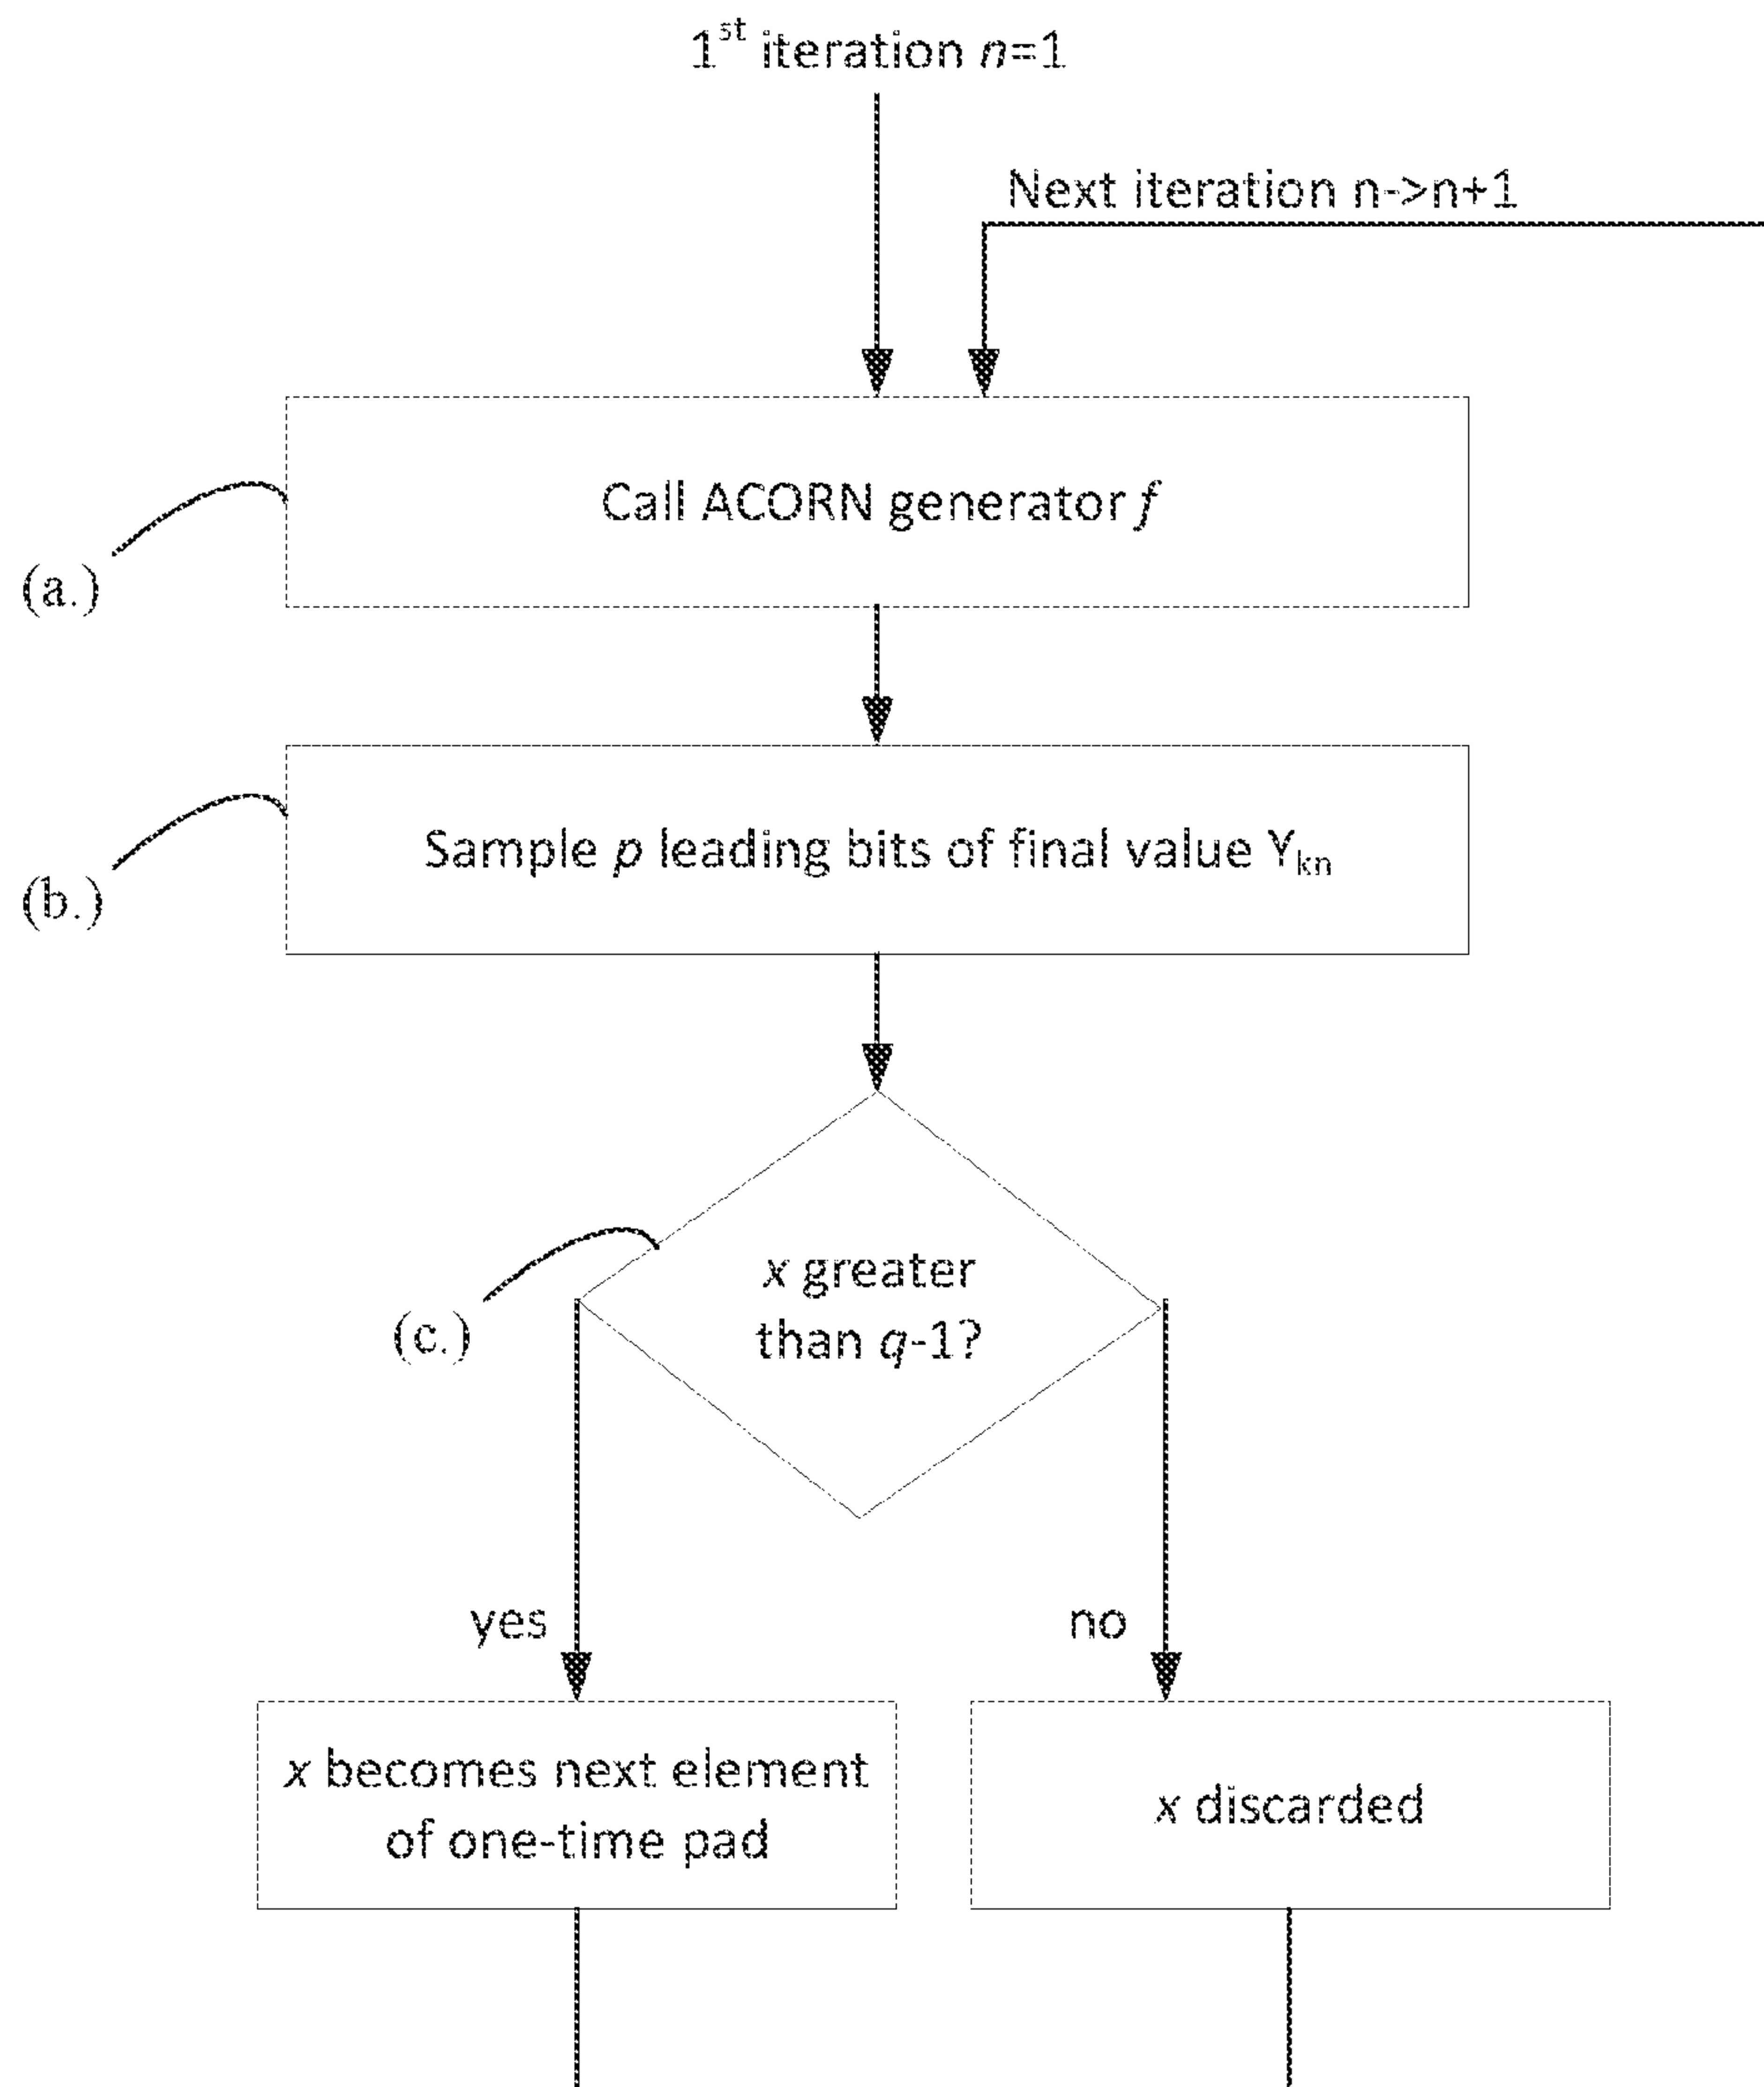 1st iteration n=1
Next iteration n->n+1
Call ACORN generator f
(a.)
Sample p leading bits of final value Ykn
(b.)
x greater
than q-1?
(c.)
yes
no
x becomes next element
of one-time pad
x discarded